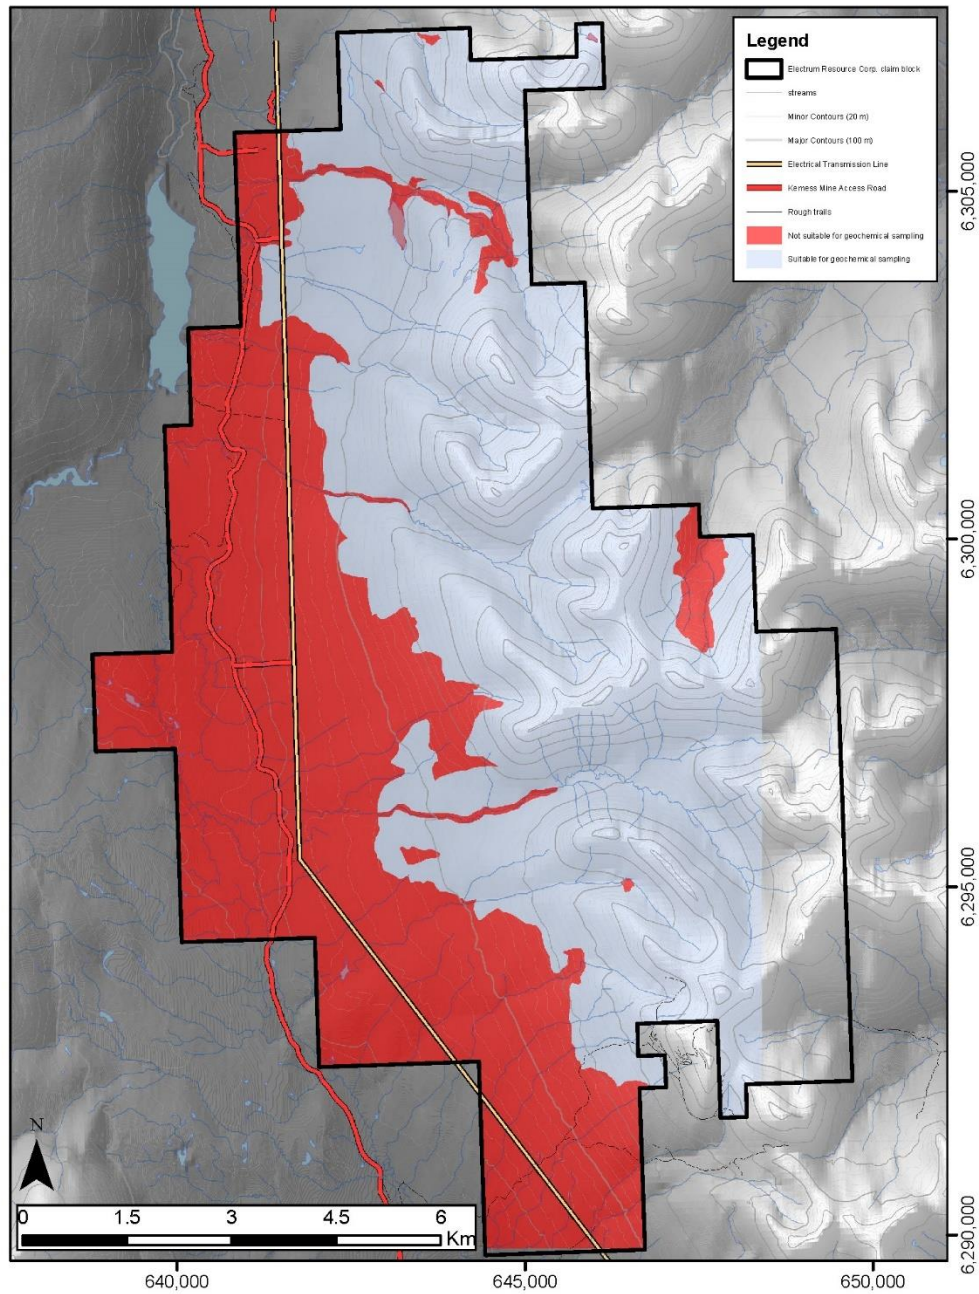 Legend
Electrum Resource Corp. claim block
streams
Minor Contours (20 m)
Major Contours (100 m)
Electrical Transmission Line
Kemess Mine Access Road
Rough trails
Not suitable for geochemical sampling
Suitable for geochemical sampling
6,305,000
6,300,000
6,295,000
6,290,000
N
0 1.5 3 4.5 6
Km
640,000 645,000 650,000